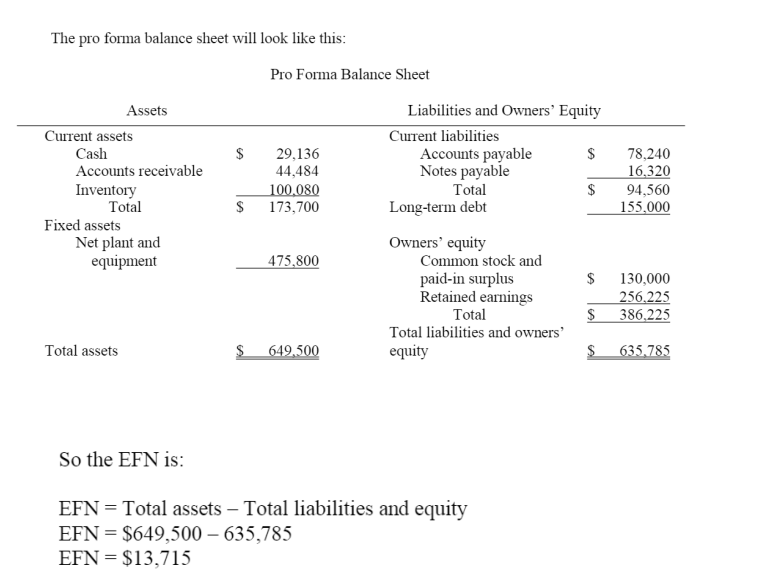 The pro forma balance sheet will look like this:
Pro Forma Balance Sheet
Assets Liabilities and Owners’ Equity
Current assets Current liabilities
Cash $ 29,136 Accounts payable $ 78,240
Accounts receivable 44,484 Notes payable 16,320
Inventory 100,080 Total $ 94,560
Total $ 173,700 Long-term debt 155,000
Fixed assets
Net plant and Owners’ equity
equipment 475,800 Common stock and
paid-in surplus $ 130,000
Retained earnings 256,225
Total $ 386,225
Total liabilities and owners’
Total assets $ 649,500 equity $ 635,785
So the EFN is:
EFN = Total assets – Total liabilities and equity
EFN = $649,500 – 635,785
EFN = $13,715